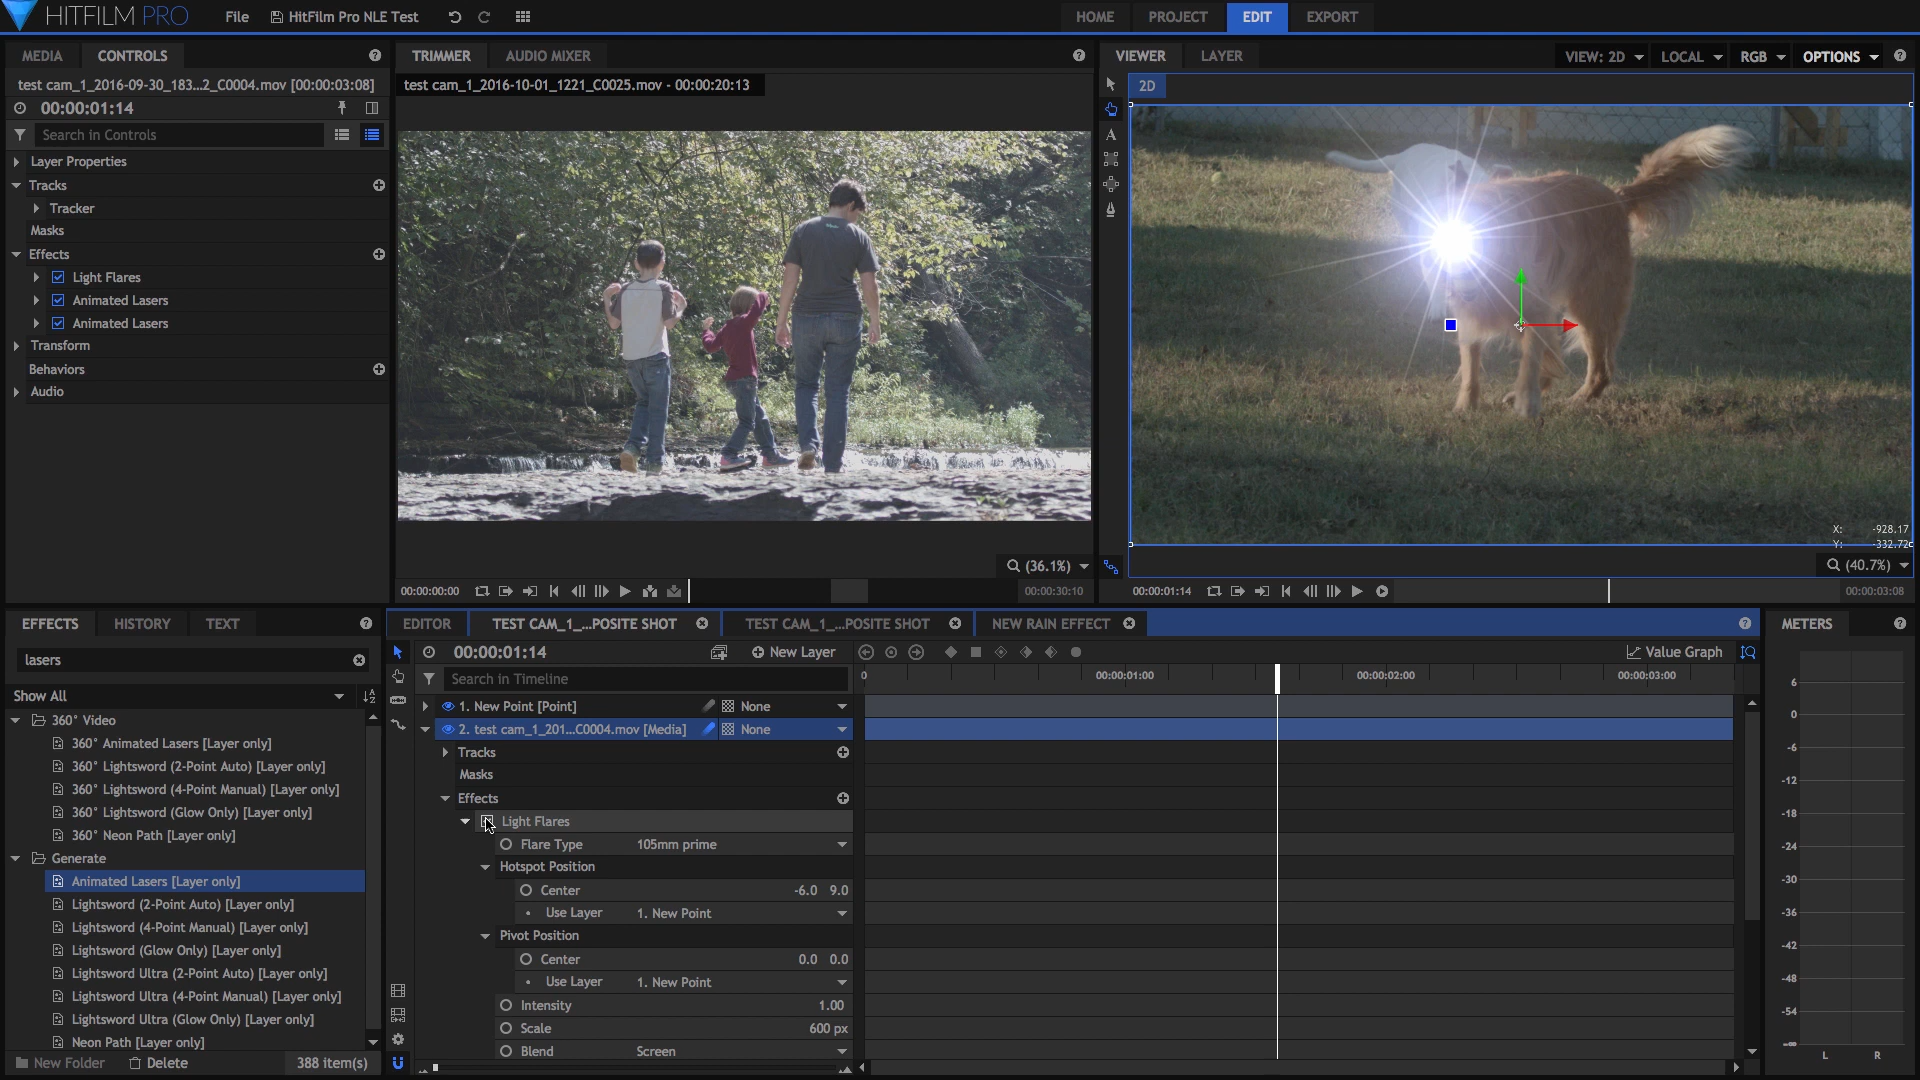 HITFILM PRO
File
HitFilm Pro NLE Test
HOME
PROJECT
EDIT
EXPORT
MEDIA
CONTROLS
test cam_1_2016-09-30_183...2_C0004.mov [00:00:03:08]
00:00:01:14
Search in Controls
Layer Properties
Tracks
Tracker
Masks
Effects
Light Flares
Animated Lasers
Animated Lasers
Transform
Behaviors
Audio
TRIMMER
AUDIO MIXER
test cam_1_2016-10-01_1221_C0025.mov - 00:00:20:13
(36.1%)
00:00:00:00
00:00:30:10
VIEWER
LAYER
VIEW: 2D
LOCAL
RGB
OPTIONS
2D
X: -928.17
Y: -332.72
(40.7%)
00:00:01:14
00:00:03:08
EFFECTS
HISTORY
TEXT
lasers
Show All
360° Video
360° Animated Lasers [Layer only]
360° Lightsword (2-Point Auto) [Layer only]
360° Lightsword (4-Point Manual) [Layer only]
360° Lightsword (Glow Only) [Layer only]
360° Neon Path [Layer only]
Generate
Animated Lasers [Layer only]
Lightsword (2-Point Auto) [Layer only]
Lightsword (4-Point Manual) [Layer only]
Lightsword (Glow Only) [Layer only]
Lightsword Ultra (2-Point Auto) [Layer only]
Lightsword Ultra (4-Point Manual) [Layer only]
Lightsword Ultra (Glow Only) [Layer only]
Neon Path [Layer only]
New Folder
Delete
388 item(s)
EDITOR
TEST CAM_1_...POSITE SHOT
TEST CAM_1_...POSITE SHOT
NEW RAIN EFFECT
00:00:01:14
New Layer
Value Graph
Search in Timeline
0
00:00:01:00
00:00:02:00
00:00:03:00
1. New Point [Point]
None
2. test cam_1_201...C0004.mov [Media]
None
Tracks
Masks
Effects
Light Flares
Flare Type 105mm prime
Hotspot Position
Center -6.0 9.0
Use Layer 1. New Point
Pivot Position
Center 0.0 0.0
Use Layer 1. New Point
Intensity 1.00
Scale 600 px
Blend Screen
METERS
6
0
-6
-12
-18
-24
-30
-36
-42
-48
-54
-∞
L R